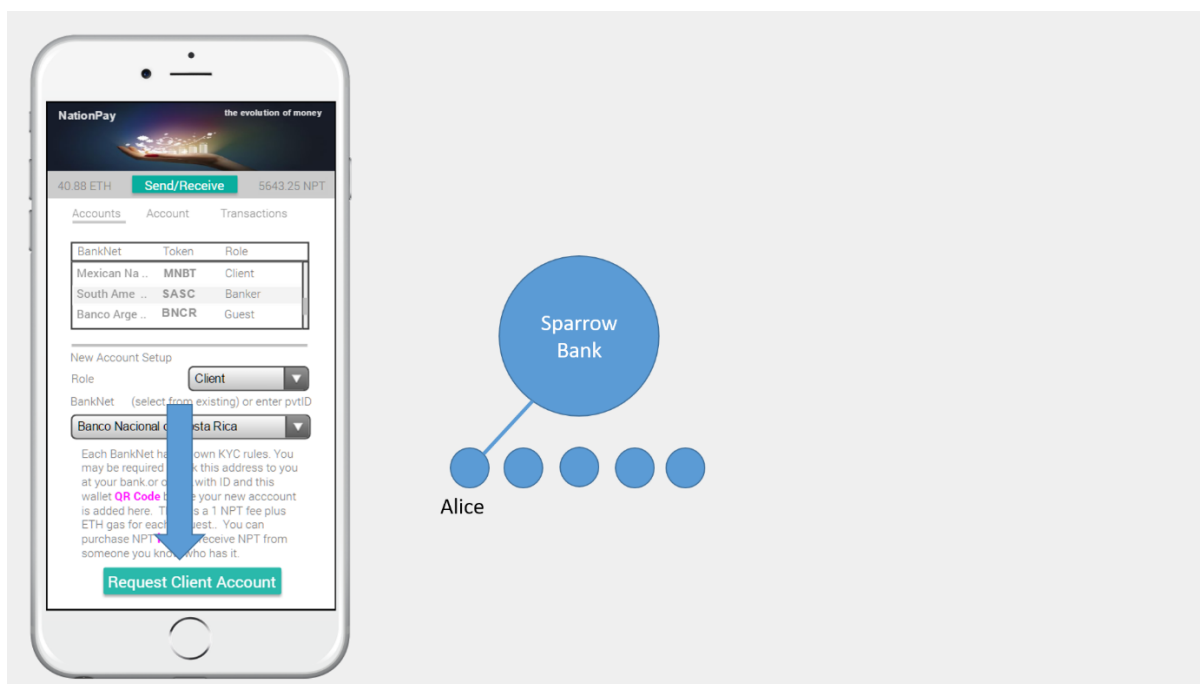 NationPay the evolution of money
40.88 ETH Send/Receive 5643.25 NPT
Accounts Account Transactions
BankNet Token Role
Mexican Na .. MNBT Client
South Ame .. SASC Banker
Banco Arge .. BNCR Guest
New Account Setup
Role Client
BankNet (select from existing) or enter pvtID
Banco Nacional Rica
Each BankNet own KYC rules. You
may be required this address to you
at your bank or with ID and this
wallet QR Code your new acccount
is added here. a 1 NPT fee plus
ETH gas for each You can
purchase NPT receive NPT from
someone you who has it.
Request Client Account
Sparrow
Bank
Alice